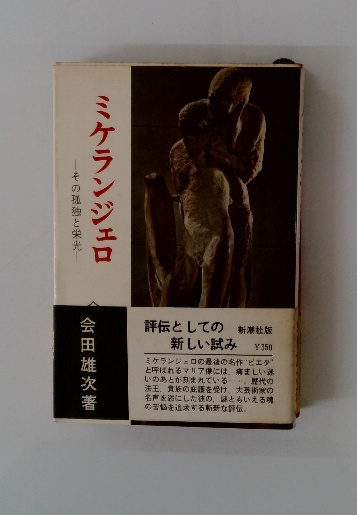 ミケランジェロ
―その孤独と栄光―
会田雄次著
評伝としての
新しい試み
新潮社版
¥350
ミケランジェロの最後の名作“ピエタ”
と呼ばれるマリア像には、痛ましい迷
いのあとが刻まれている……。歴代の
法王、貴族の庇護を受け、大芸術家の
名声を恣にした彼の、謎ともいえる魂
の苦悩を追求する斬新な評伝。